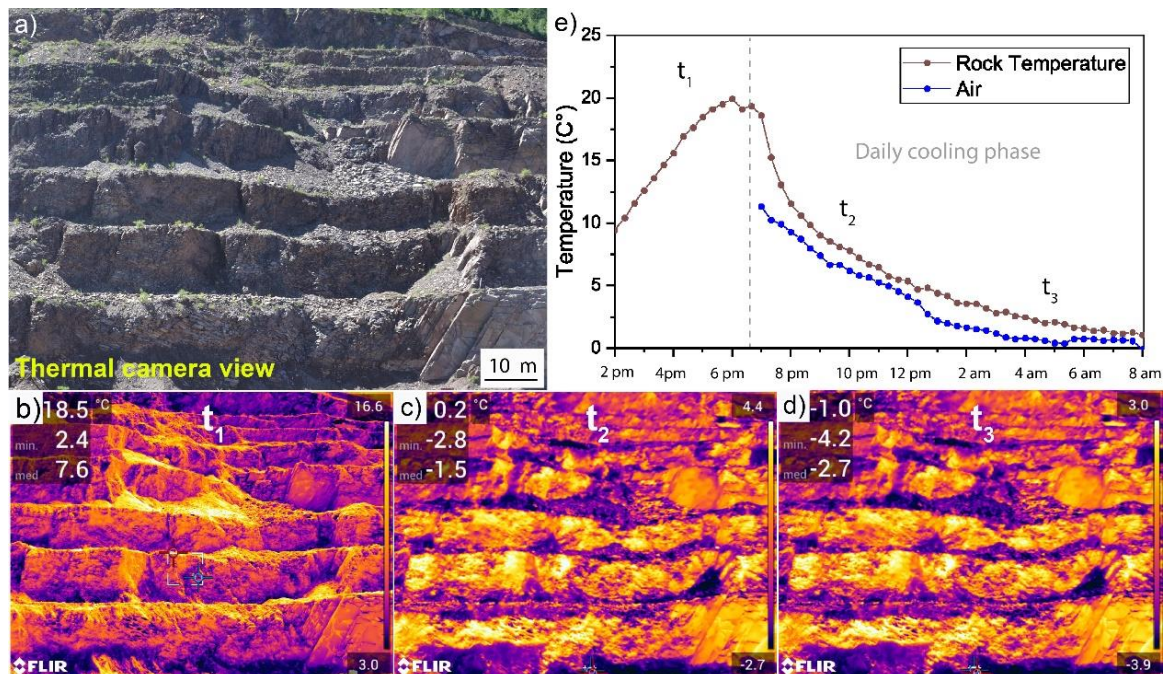 a)
Thermal camera view
10 m
e)
25
20
15
10
5
0
Temperature (C°)
t1
t2
t3
Rock Temperature
Air
Daily cooling phase
2 pm
4 pm
6 pm
8 pm
10 pm
12 pm
2 am
4 am
6 am
8 am
b)
18.5 °C
min. 2.4
med 7.6
t1
16.6
3.0
FLIR
c)
0.2 °C
min. -2.8
med -1.5
t2
4.4
-2.7
FLIR
d)
-1.0 °C
min. -4.2
med -2.7
t3
3.0
-3.9
FLIR